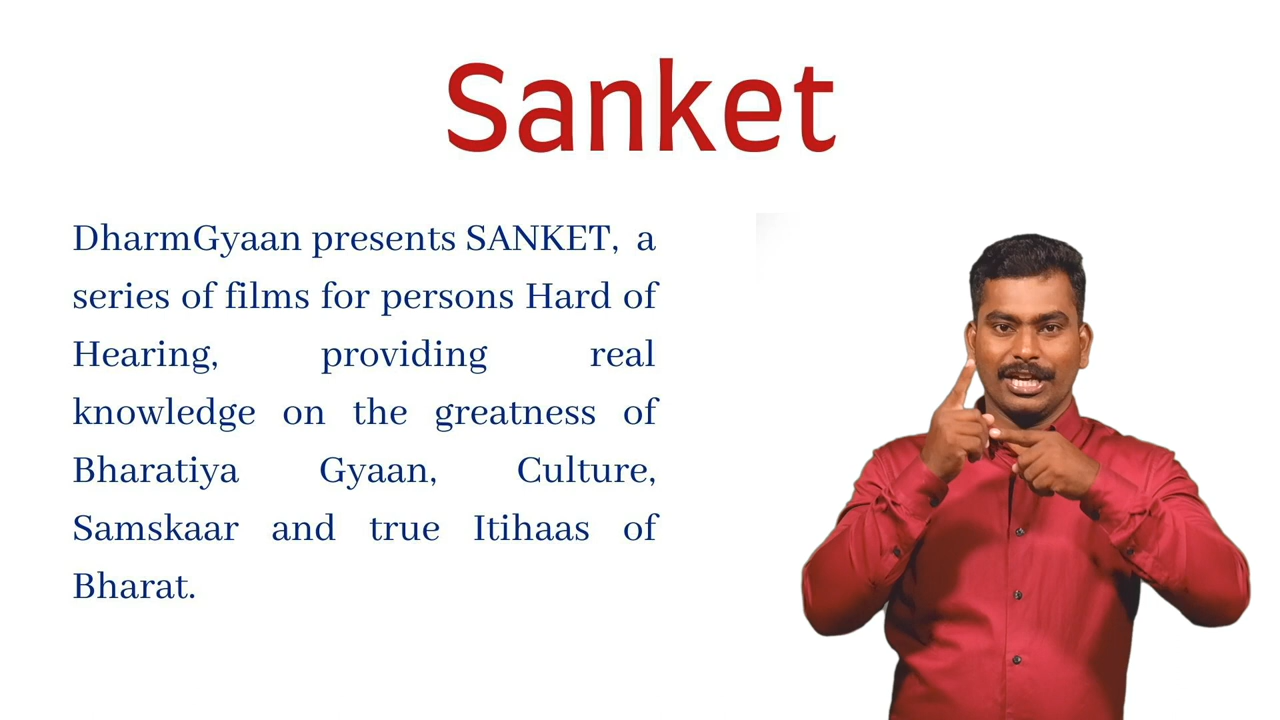 Sanket
DharmGyaan presents SANKET, a
series of films for persons Hard of
Hearing, providing real
knowledge on the greatness of
Bharatiya Gyaan, Culture,
Samskaar and true Itihaas of
Bharat.